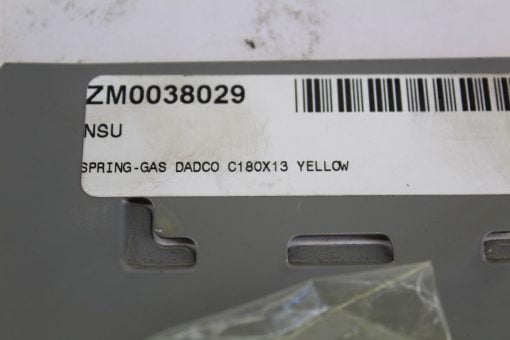 ZM0038029
NSU
SPRING-GAS DADCO C180X13 YELLOW